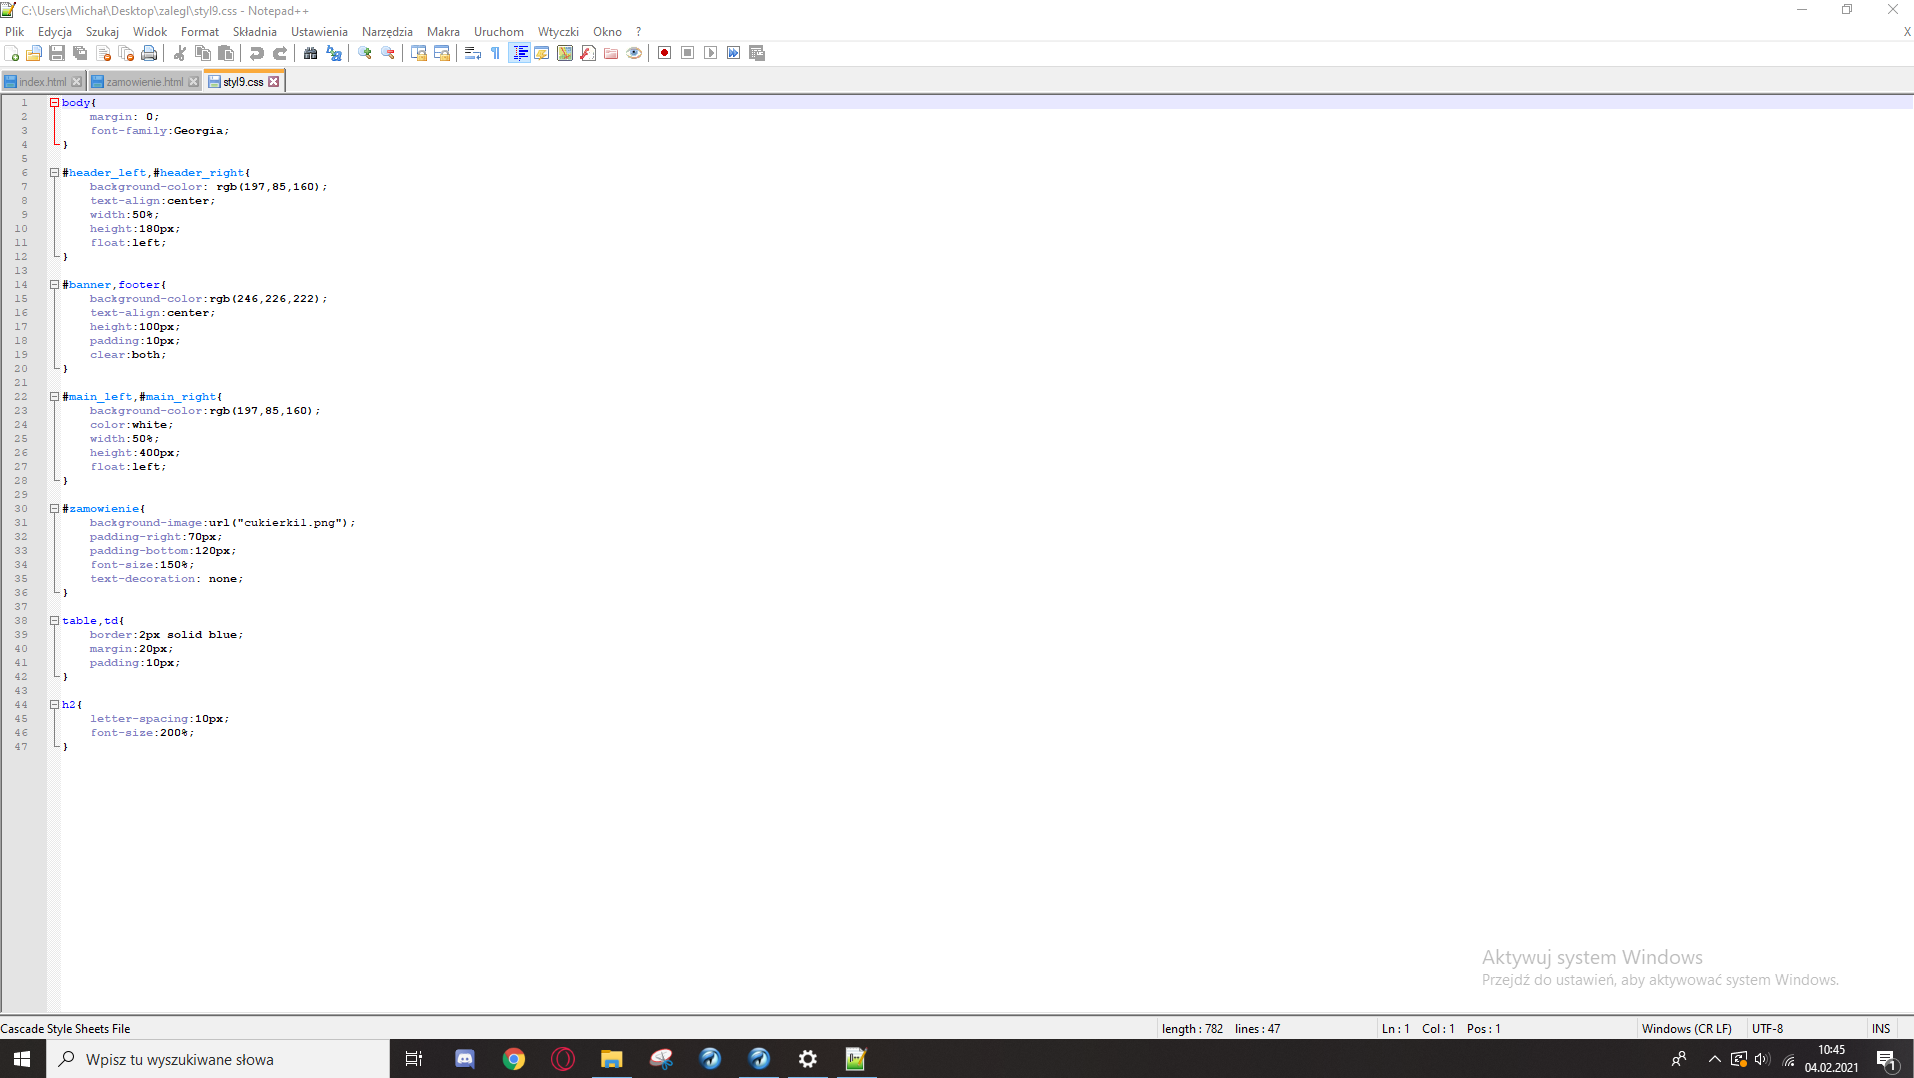 C:\Users\Michał\Desktop\zalegl\styl9.css - Notepad++
Plik Edycja Szukaj Widok Format Składnia Ustawienia Narzędzia Makra Uruchom Wtyczki Okno ? X
index.html zamowienie.html styl9.css
1 body{
2 margin: 0;
3 font-family:Georgia;
4 }
5
6 #header_left,#header_right{
7 background-color: rgb(197,85,160);
8 text-align:center;
9 width:50%;
10 height:180px;
11 float:left;
12 }
13
14 #banner,footer{
15 background-color:rgb(246,226,222);
16 text-align:center;
17 height:100px;
18 padding:10px;
19 clear:both;
20 }
21
22 #main_left,#main_right{
23 background-color:rgb(197,85,160);
24 color:white;
25 width:50%;
26 height:400px;
27 float:left;
28 }
29
30 #zamowienie{
31 background-image:url("cukierki1.png");
32 padding-right:70px;
33 padding-bottom:120px;
34 font-size:150%;
35 text-decoration: none;
36 }
37
38 table,td{
39 border:2px solid blue;
40 margin:20px;
41 padding:10px;
42 }
43
44 h2{
45 letter-spacing:10px;
46 font-size:200%;
47 }
Aktywuj system Windows
Przejdź do ustawień, aby aktywować system Windows.
Cascade Style Sheets File length : 782 lines : 47 Ln : 1 Col : 1 Pos : 1 Windows (CR LF) UTF-8 INS
Wpisz tu wyszukiwane słowa
10:45
04.02.2021
1